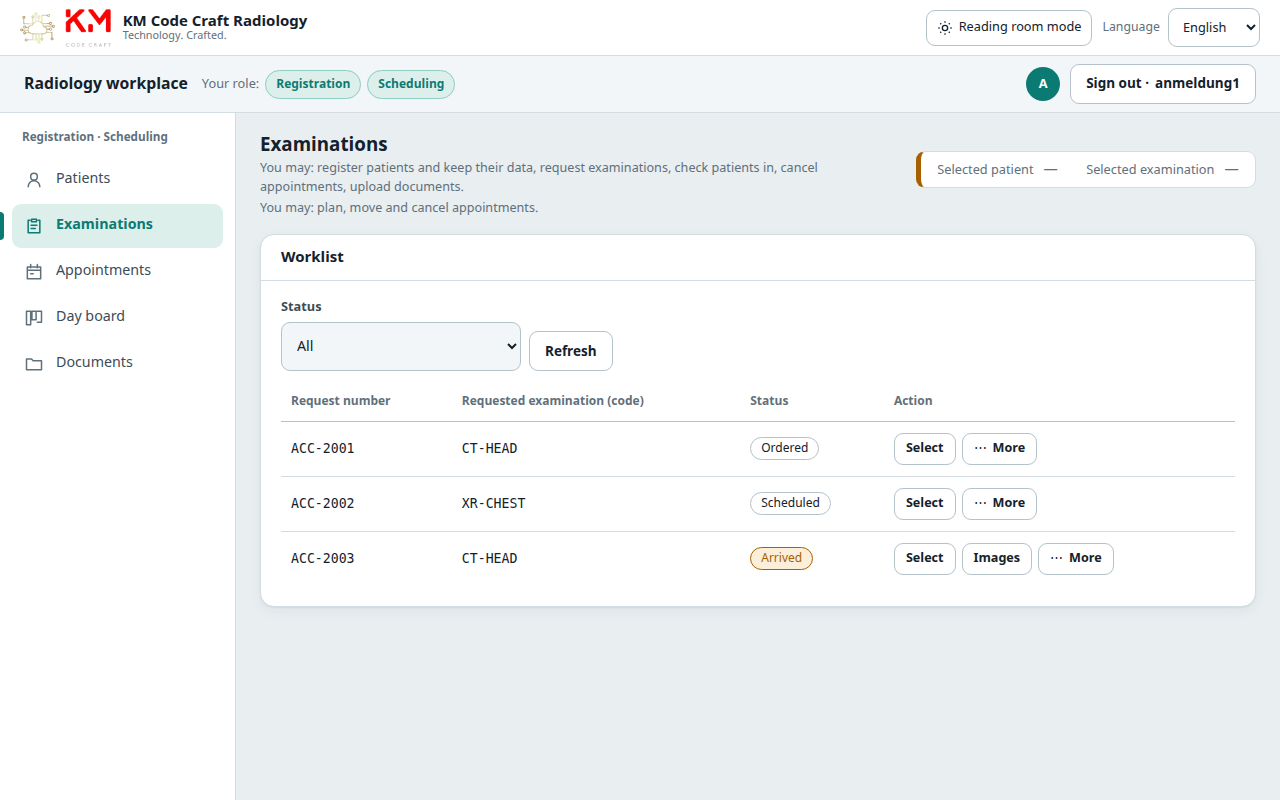 KM
CODE CRAFT
KM Code Craft Radiology
Technology. Crafted.
Reading room mode
Language
English
Radiology workplace
Your role:
Registration
Scheduling
A
Sign out · anmeldung1
Registration · Scheduling
Patients
Examinations
Appointments
Day board
Documents
Examinations
You may: register patients and keep their data, request examinations, check patients in, cancel
appointments, upload documents.
You may: plan, move and cancel appointments.
Selected patient —
Selected examination —
Worklist
Status
All
Refresh
Request number Requested examination (code) Status Action
ACC-2001 CT-HEAD Ordered Select ··· More
ACC-2002 XR-CHEST Scheduled Select ··· More
ACC-2003 CT-HEAD Arrived Select Images ··· More